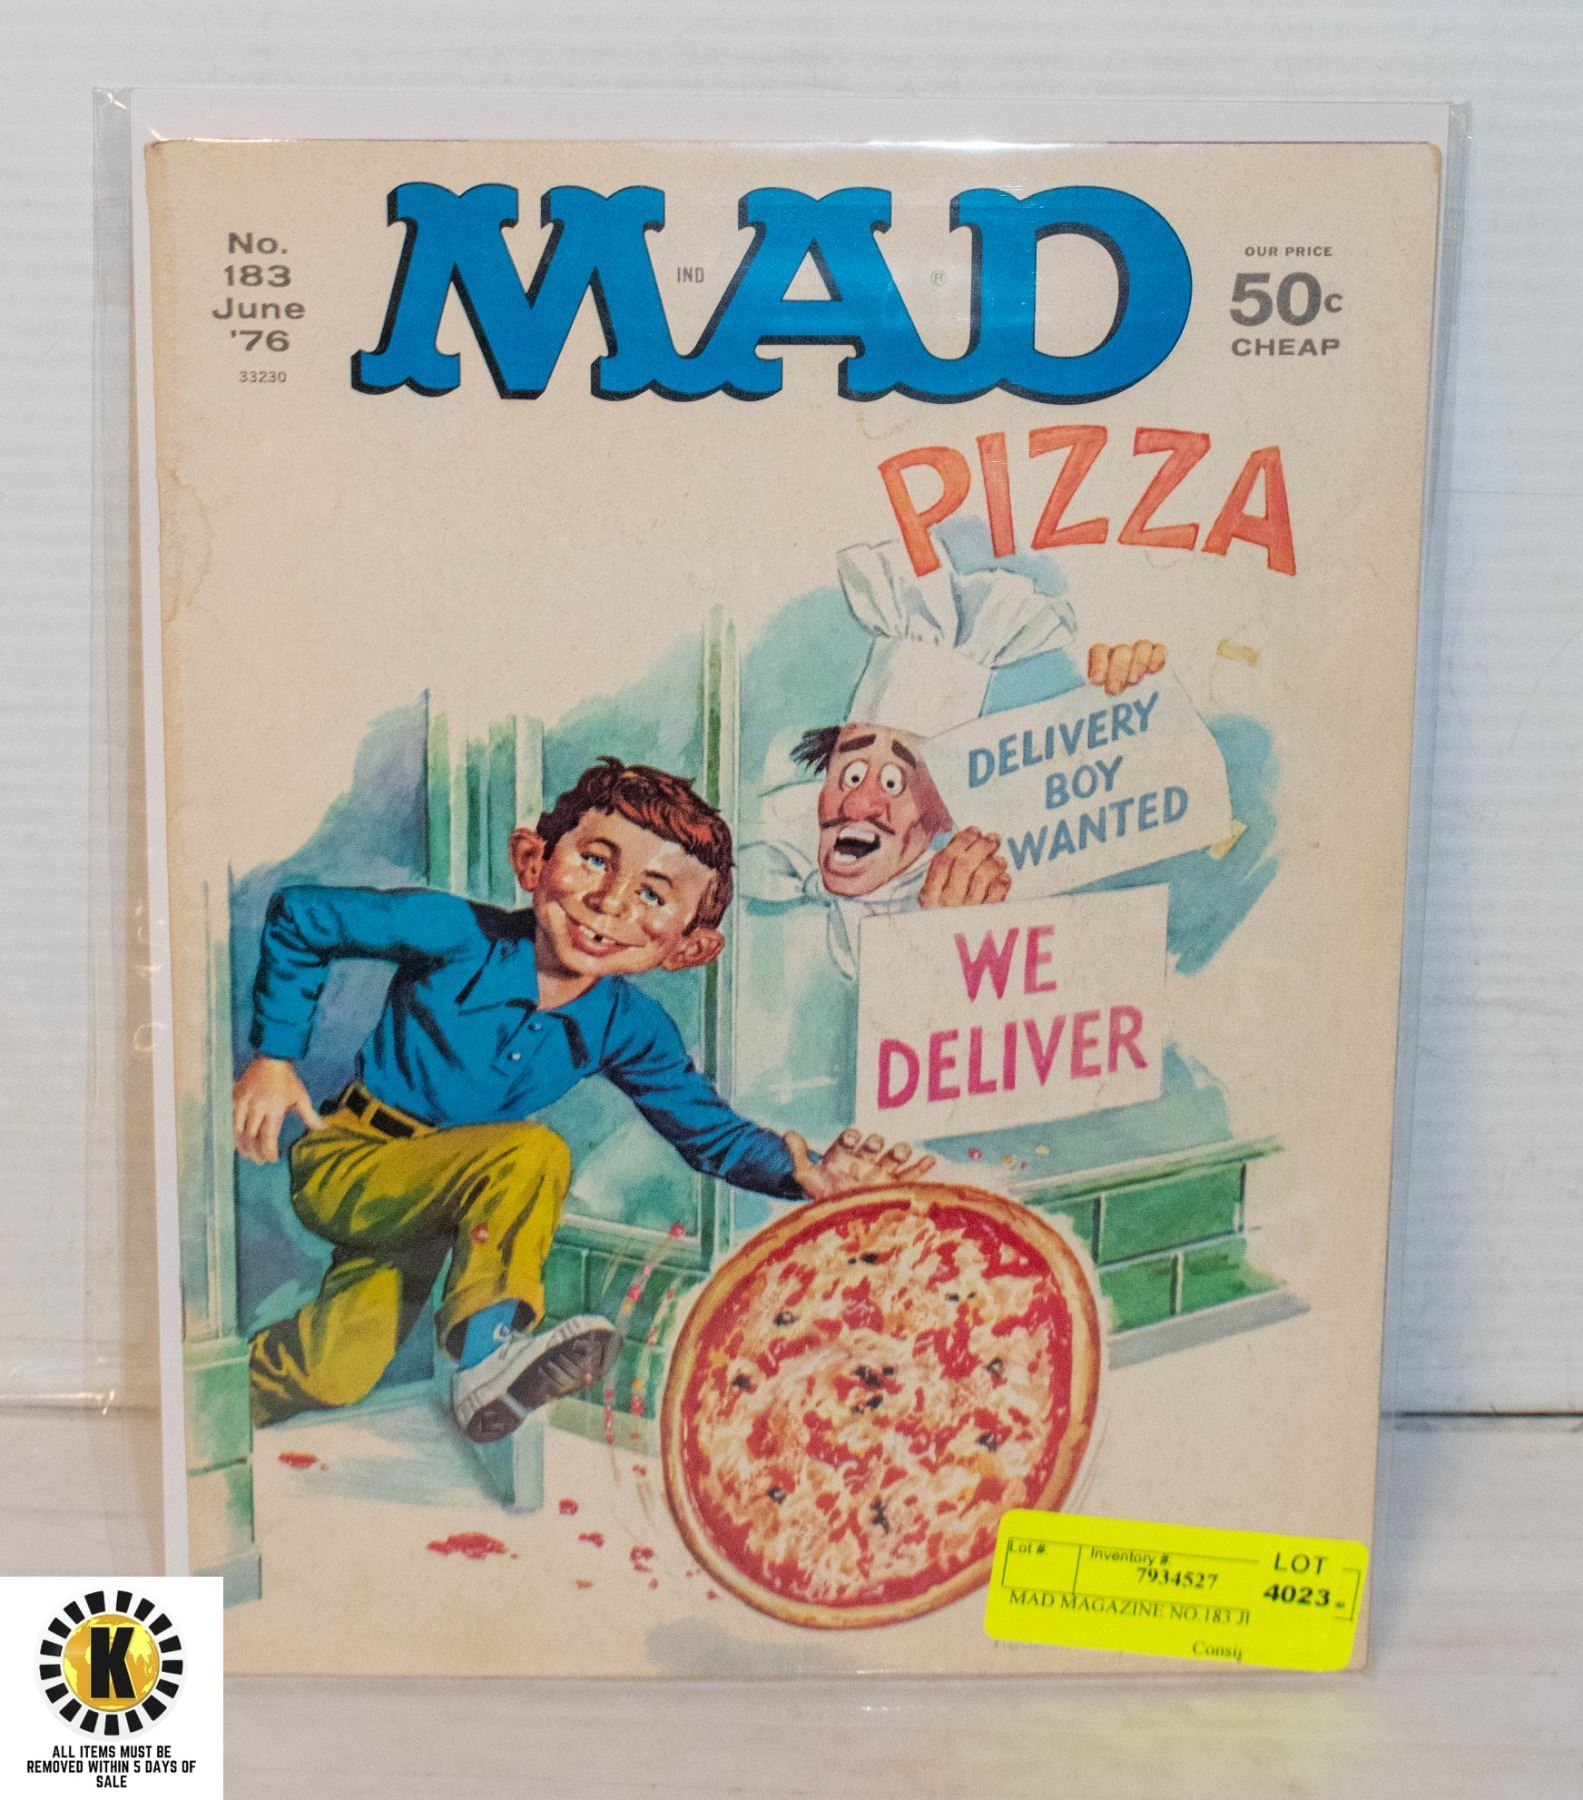 MAD
No.
183
June
'76
33230
IND
®
OUR PRICE
50c
CHEAP
PIZZA
DELIVERY
BOY
WANTED
WE
DELIVER
Lot #:
Inventory #
7934527
LOT
4023
MAD MAGAZINE NO.183
K
ALL ITEMS MUST BE
REMOVED WITHIN 5 DAYS OF
SALE